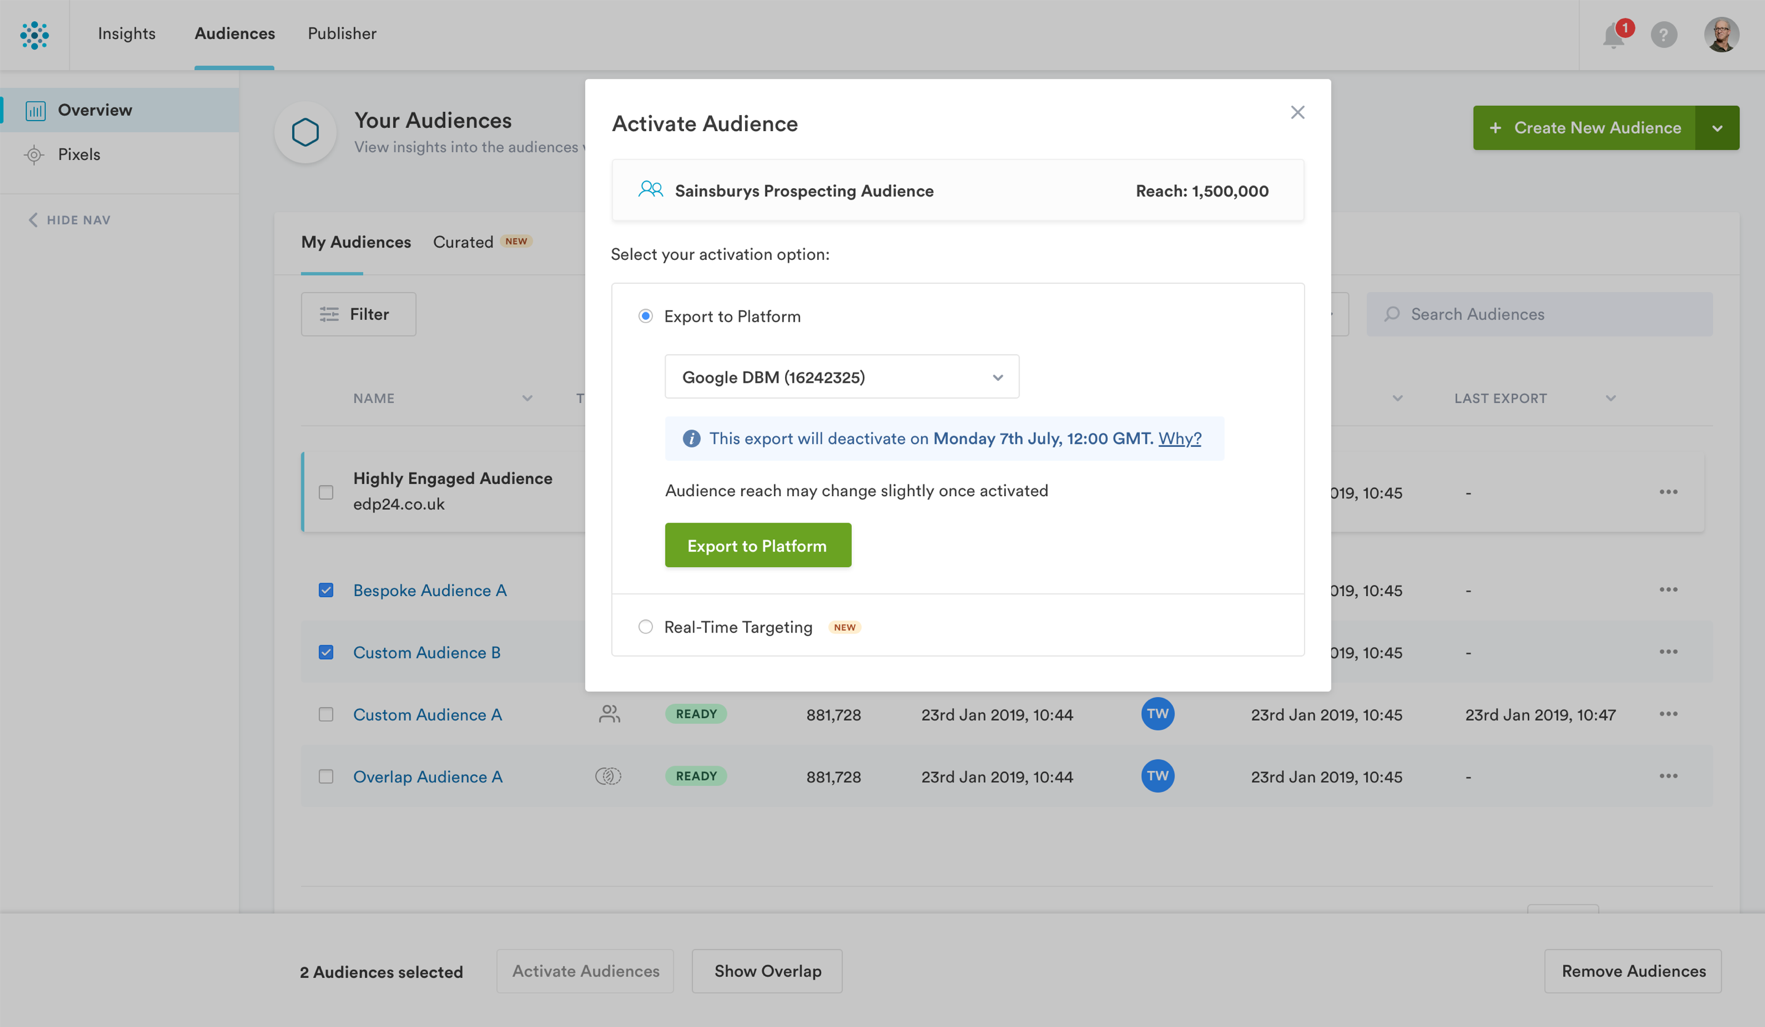 Insights
Audiences
Publisher
1
?
Overview
Pixels
HIDE NAV
Your Audiences
View insights into the audiences
+ Create New Audience
My Audiences
Curated NEW
Filter
Search Audiences
NAME
T
LAST EXPORT
Highly Engaged Audience
edp24.co.uk
019, 10:45 -
Bespoke Audience A
019, 10:45 -
Custom Audience B
019, 10:45 -
Custom Audience A READY 881,728 23rd Jan 2019, 10:44 TW 23rd Jan 2019, 10:45 23rd Jan 2019, 10:47
Overlap Audience A READY 881,728 23rd Jan 2019, 10:44 TW 23rd Jan 2019, 10:45 -
2 Audiences selected
Activate Audiences
Show Overlap
Remove Audiences
Activate Audience
Sainsburys Prospecting Audience Reach: 1,500,000
Select your activation option:
Export to Platform
Google DBM (16242325)
i This export will deactivate on Monday 7th July, 12:00 GMT. Why?
Audience reach may change slightly once activated
Export to Platform
Real-Time Targeting NEW